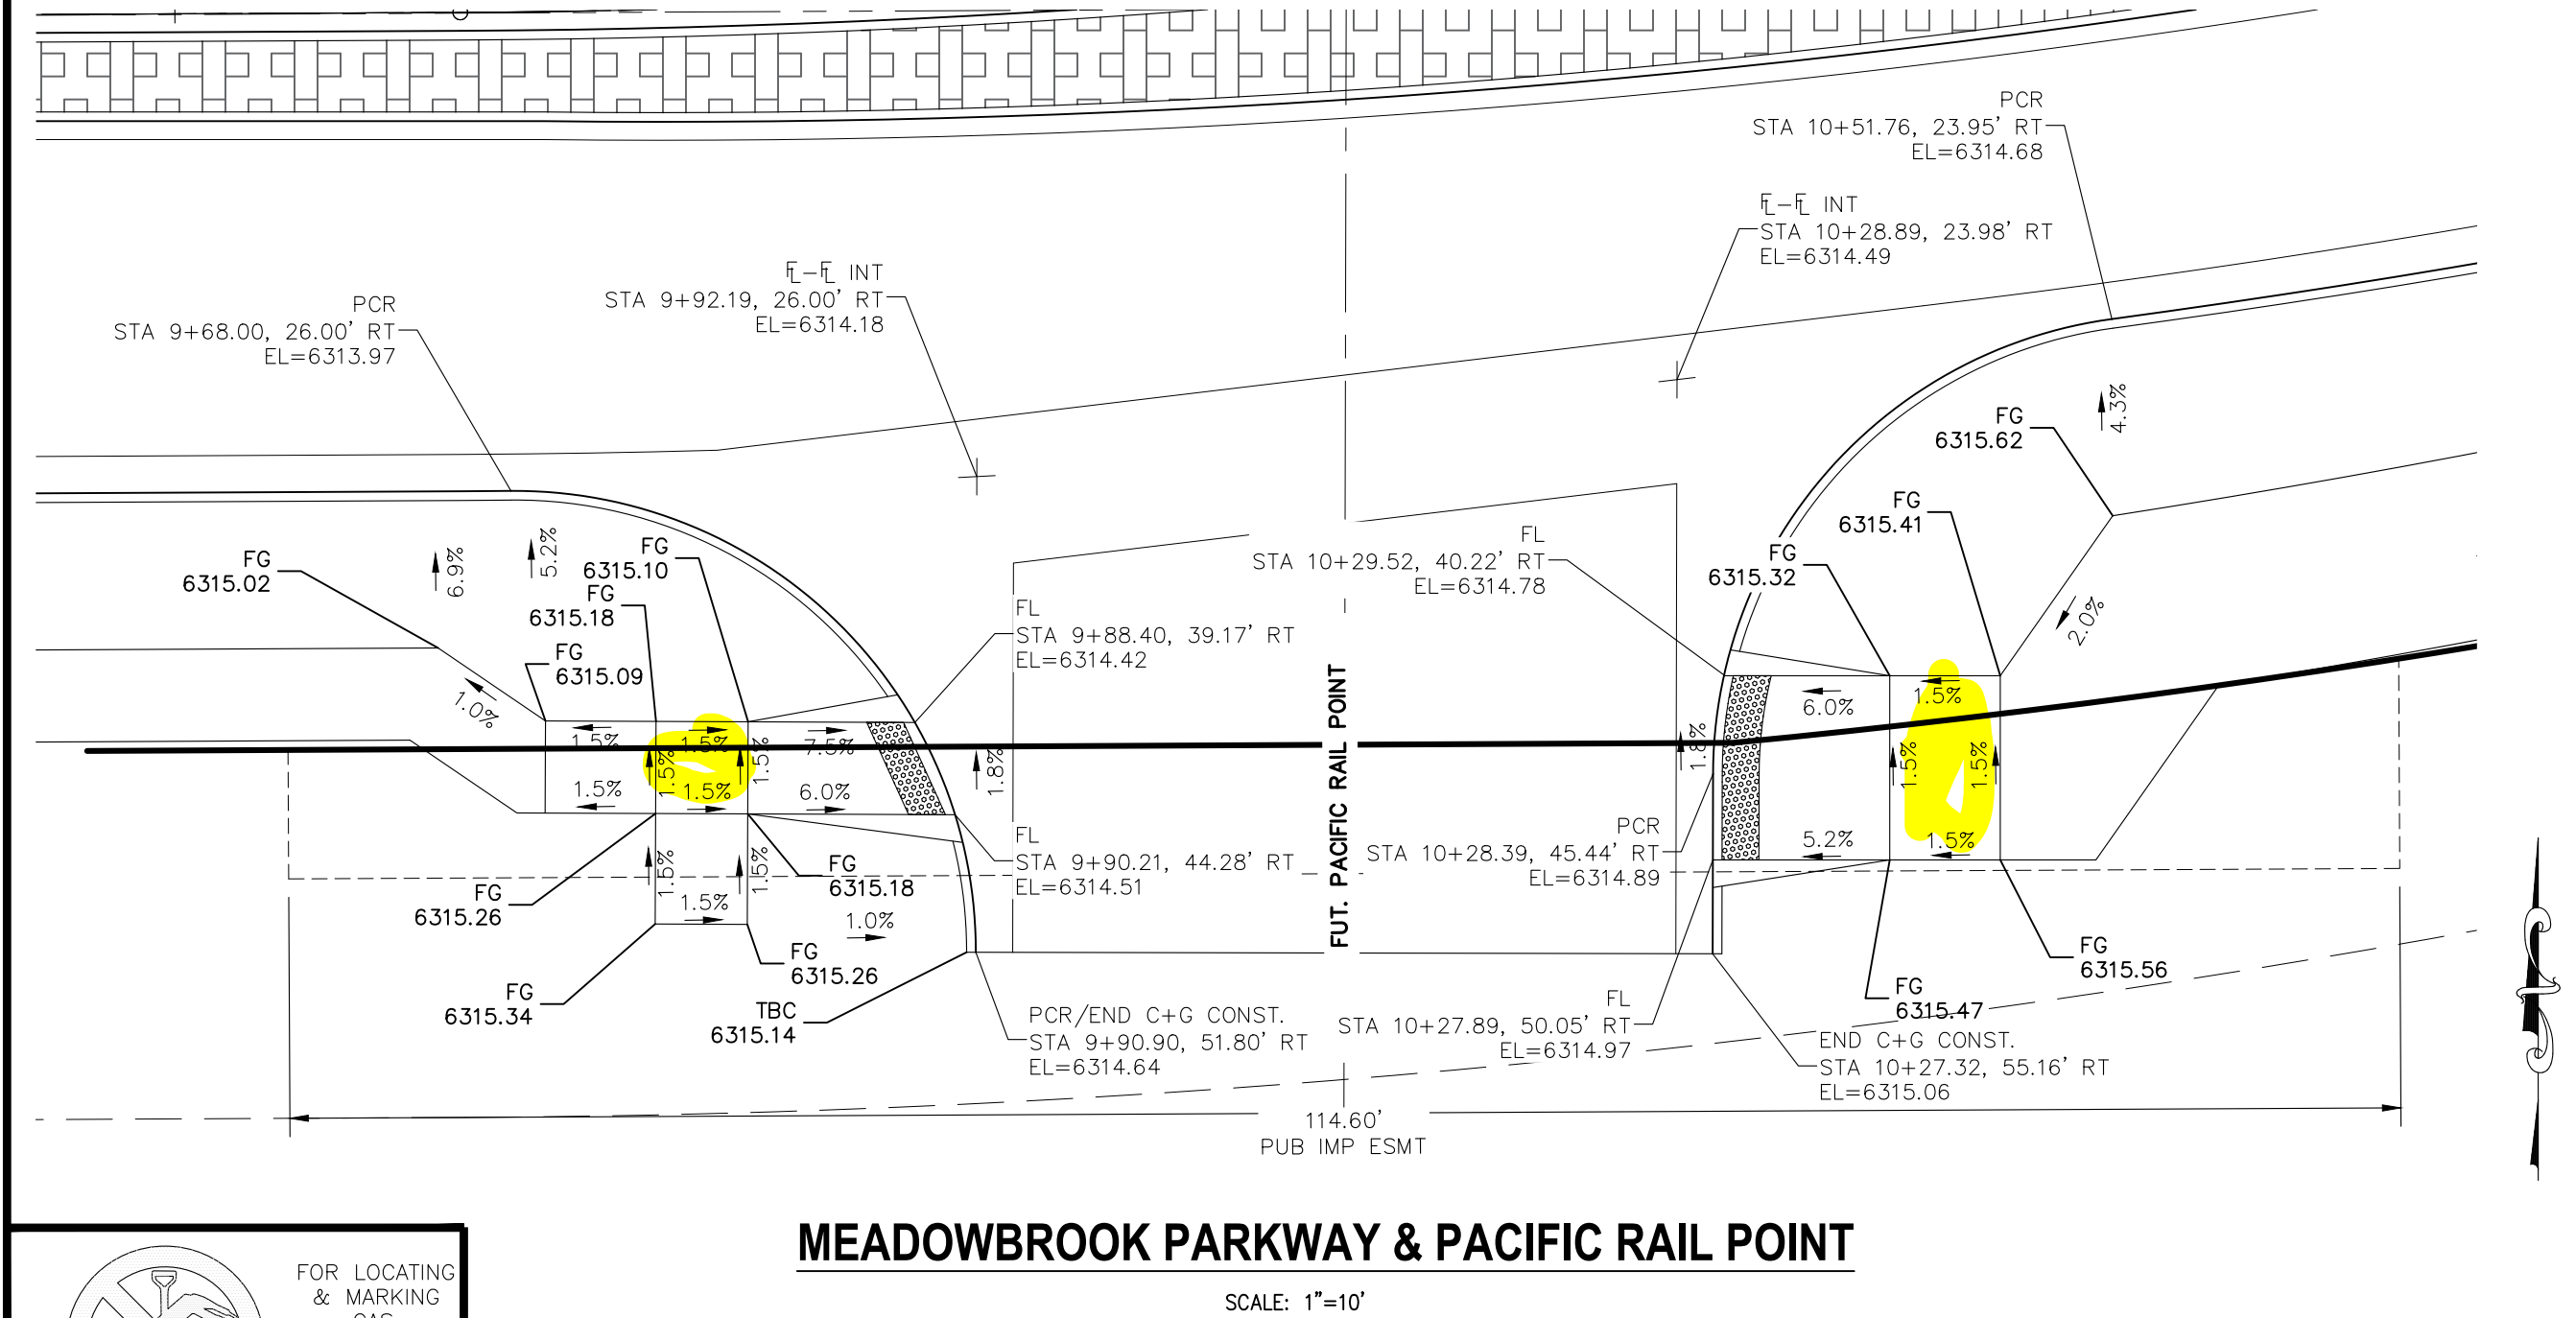 PCR
STA 10+51.76, 23.95' RT
EL=6314.68
FL-FL INT
STA 10+28.89, 23.98' RT
EL=6314.49
FL-FL INT
STA 9+92.19, 26.00' RT
EL=6314.18
PCR
STA 9+68.00, 26.00' RT
EL=6313.97
4.3%
FG
6315.62
FG
6315.41
FG
6315.32
FL
STA 10+29.52, 40.22' RT
EL=6314.78
FG
6315.02
6.9%
5.2%
FG
6315.10
FG
6315.18
FG
6315.09
FL
STA 9+88.40, 39.17' RT
EL=6314.42
2.0%
1.0%
1.5%
1.5%
7.5%
1.5%
1.5%
1.5%
1.5%
6.0%
1.8%
1.8%
6.0%
1.5%
1.5%
1.5%
5.2%
1.5%
FUT. PACIFIC RAIL POINT
PCR
STA 10+28.39, 45.44' RT
EL=6314.89
FL
STA 9+90.21, 44.28' RT
EL=6314.51
1.5%
1.5%
FG
6315.18
FG
6315.26
1.5%
1.0%
FG
6315.26
FG
6315.34
TBC
6315.14
PCR/END C+G CONST.
STA 9+90.90, 51.80' RT
EL=6314.64
FL
STA 10+27.89, 50.05' RT
EL=6314.97
FG
6315.56
FG
6315.47
END C+G CONST.
STA 10+27.32, 55.16' RT
EL=6315.06
114.60'
PUB IMP ESMT
MEADOWBROOK PARKWAY & PACIFIC RAIL POINT
SCALE: 1"=10'
FOR LOCATING
& MARKING